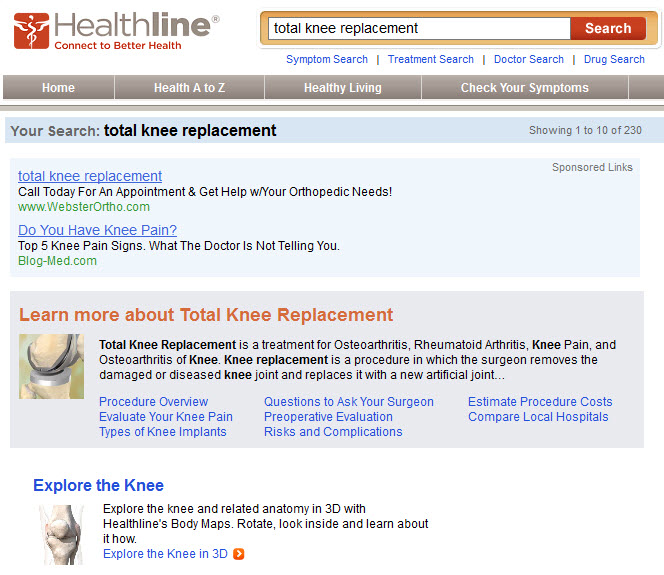 Healthline®
Connect to Better Health
total knee replacement
Search
Symptom Search | Treatment Search | Doctor Search | Drug Search
Home Health A to Z Healthy Living Check Your Symptoms
Your Search: total knee replacement
Showing 1 to 10 of 230
Sponsored Links
total knee replacement
Call Today For An Appointment & Get Help w/Your Orthopedic Needs!
www.WebsterOrtho.com
Do You Have Knee Pain?
Top 5 Knee Pain Signs. What The Doctor Is Not Telling You.
Blog-Med.com
Learn more about Total Knee Replacement
Total Knee Replacement is a treatment for Osteoarthritis, Rheumatoid Arthritis, Knee Pain, and
Osteoarthritis of Knee. Knee replacement is a procedure in which the surgeon removes the
damaged or diseased knee joint and replaces it with a new artificial joint...
Procedure Overview Questions to Ask Your Surgeon Estimate Procedure Costs
Evaluate Your Knee Pain Preoperative Evaluation Compare Local Hospitals
Types of Knee Implants Risks and Complications
Explore the Knee
Explore the knee and related anatomy in 3D with
Healthline's Body Maps. Rotate, look inside and learn about
it how.
Explore the Knee in 3D